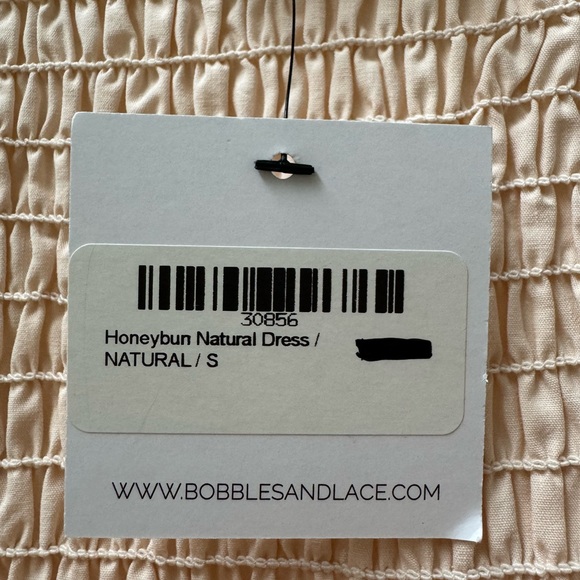 30856
Honeybun Natural Dress /
NATURAL / S
WWW.BOBBLESANDLACE.COM